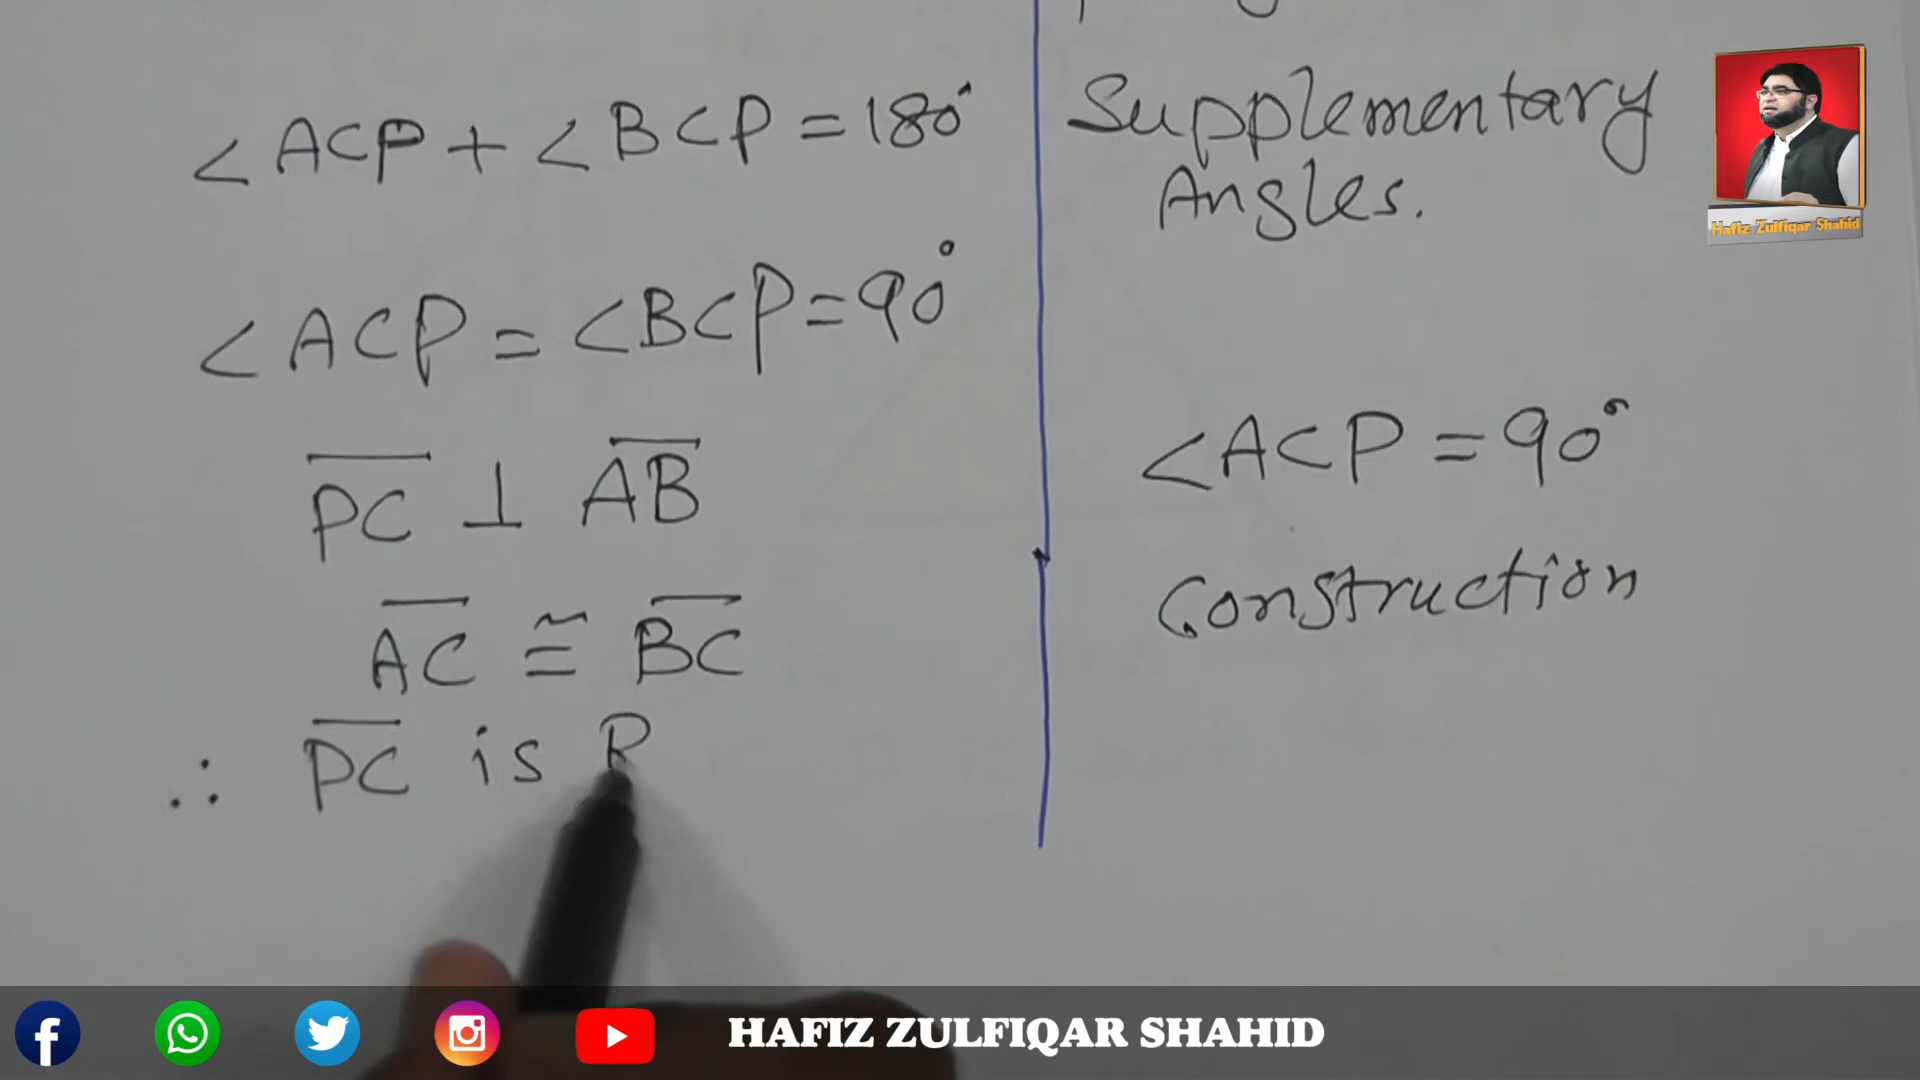 ∠ACP + ∠BCP = 180°
∠ACP = ∠BCP = 90°
PC ⊥ AB
AC ≅ BC
∴ PC is R
Supplementary
Angles.
∠ACP = 90°
Construction
Hafiz Zulfiqar Shahid
HAFIZ ZULFIQAR SHAHID